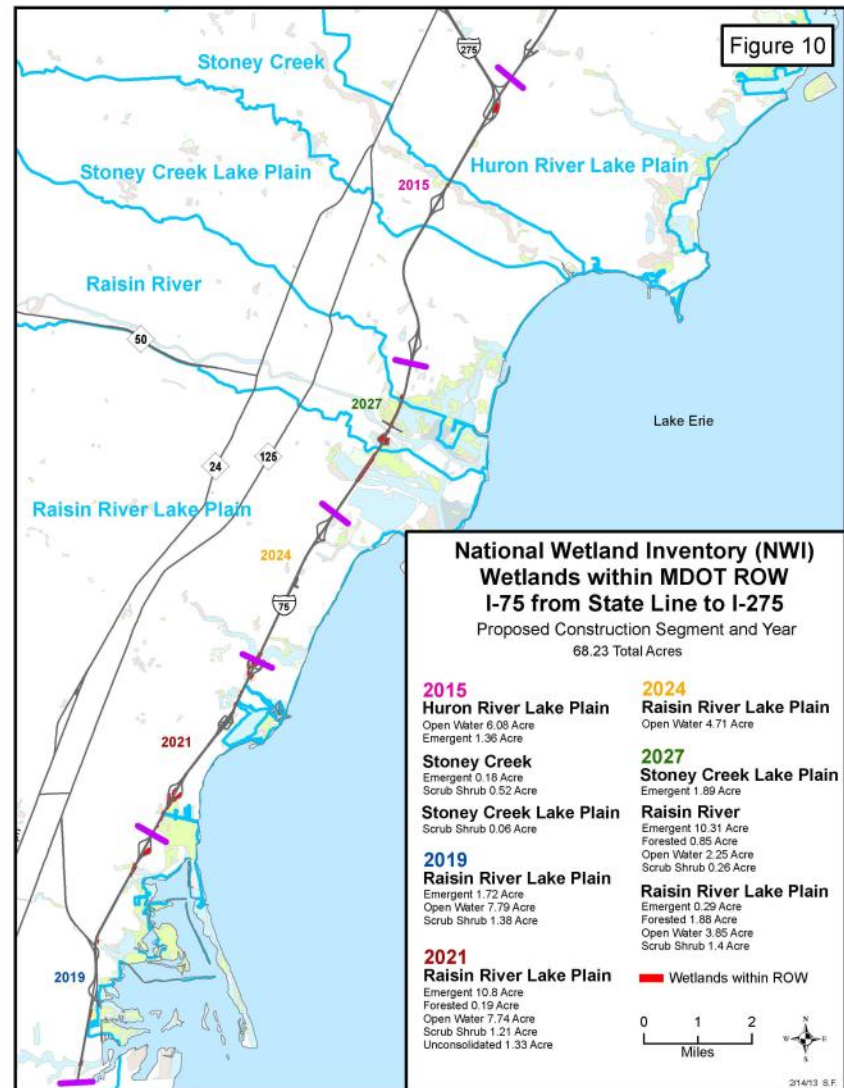 Figure 10
275
Stoney Creek
Huron River Lake Plain
Stoney Creek Lake Plain
2015
Raisin River
50
2027
Lake Erie
24
125
Raisin River Lake Plain
2024
75
2021
2019
National Wetland Inventory (NWI)
Wetlands within MDOT ROW
I-75 from State Line to I-275
Proposed Construction Segment and Year
68.23 Total Acres
2015
Huron River Lake Plain
Open Water 6.08 Acre
Emergent 1.36 Acre
Stoney Creek
Emergent 0.18 Acre
Scrub Shrub 0.52 Acre
Stoney Creek Lake Plain
Scrub Shrub 0.06 Acre
2019
Raisin River Lake Plain
Emergent 1.72 Acre
Open Water 7.79 Acre
Scrub Shrub 1.38 Acre
2021
Raisin River Lake Plain
Emergent 10.8 Acre
Forested 0.19 Acre
Open Water 7.74 Acre
Scrub Shrub 1.21 Acre
Unconsolidated 1.33 Acre
2024
Raisin River Lake Plain
Open Water 4.71 Acre
2027
Stoney Creek Lake Plain
Emergent 1.89 Acre
Raisin River
Emergent 10.31 Acre
Forested 0.85 Acre
Open Water 2.25 Acre
Scrub Shrub 0.26 Acre
Raisin River Lake Plain
Emergent 0.29 Acre
Forested 1.88 Acre
Open Water 3.85 Acre
Scrub Shrub 1.4 Acre
Wetlands within ROW
0 1 2
Miles
N
W E
S
2/14/13 S.F.